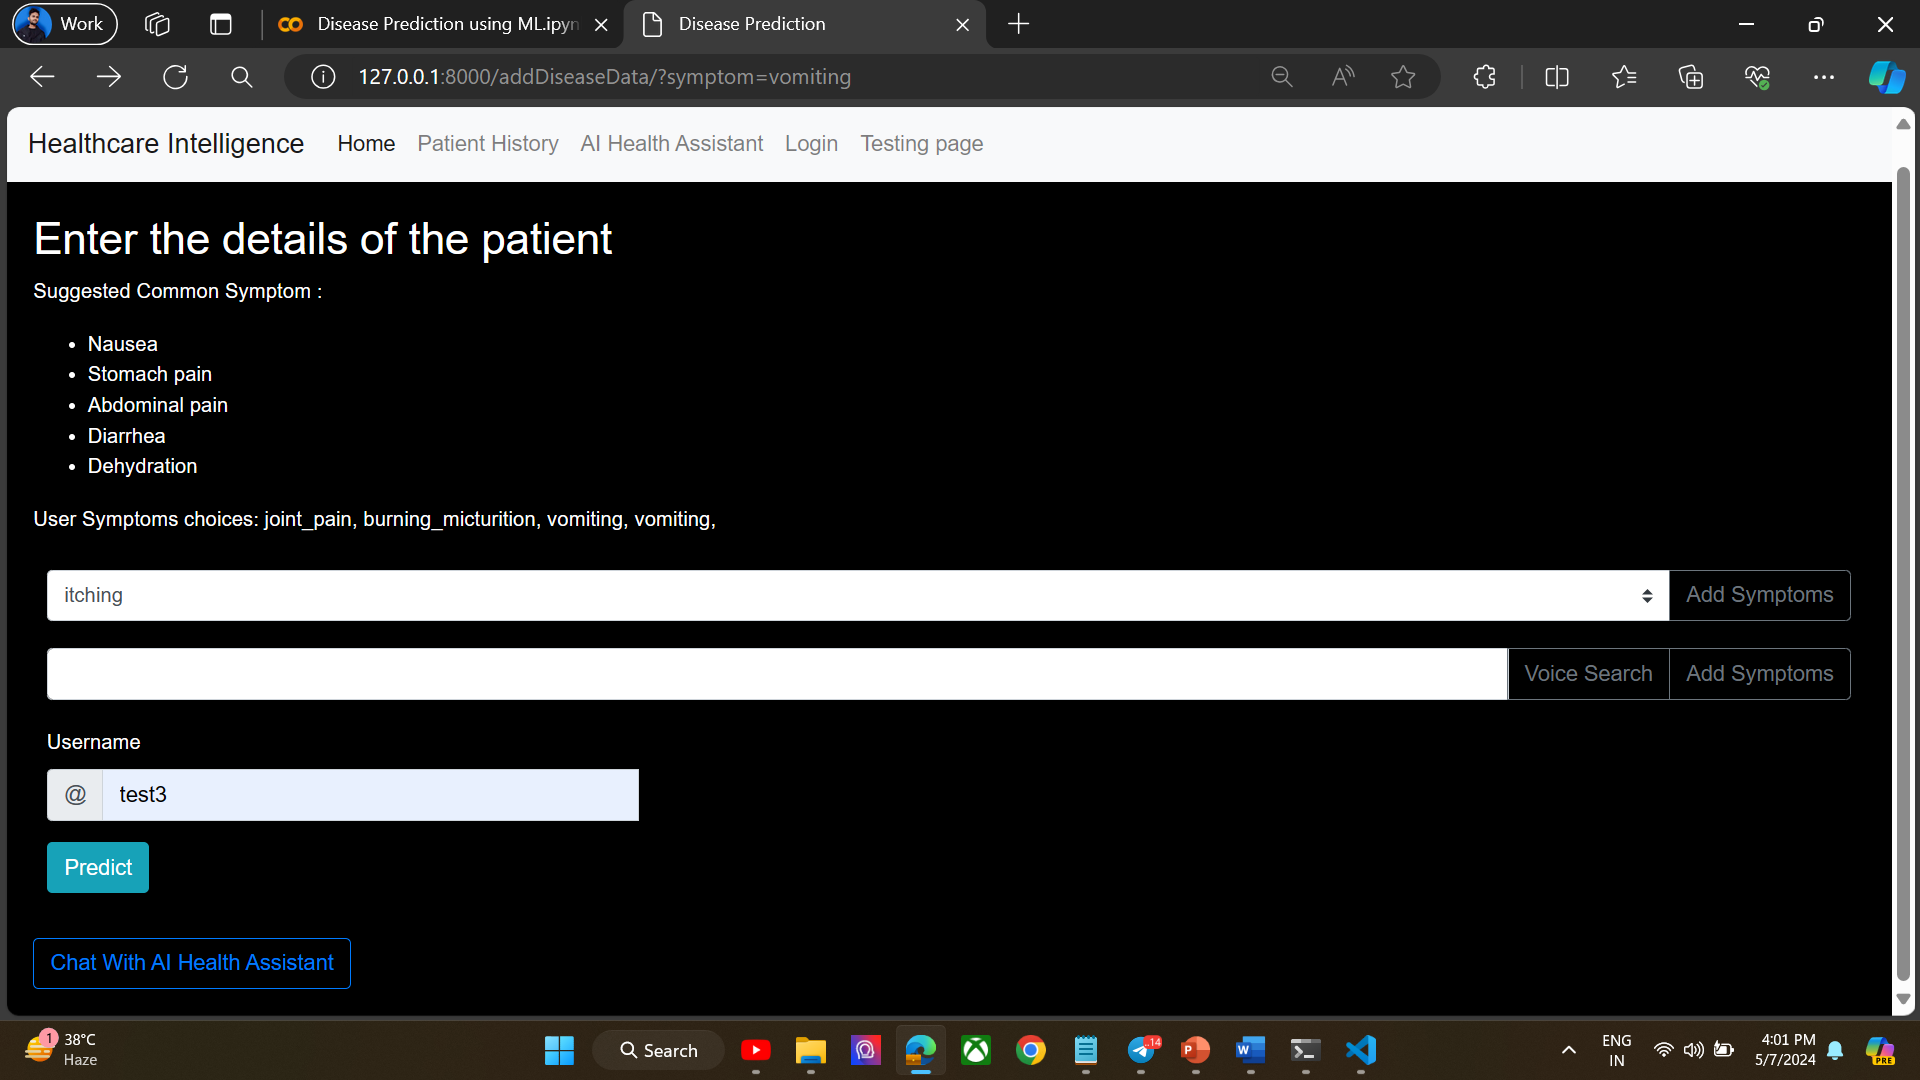 Work
Disease Prediction using ML.ipyn
Disease Prediction
127.0.0.1:8000/addDiseaseData/?symptom=vomiting
Healthcare Intelligence
Home
Patient History
AI Health Assistant
Login
Testing page
Enter the details of the patient
Suggested Common Symptom :
Nausea
Stomach pain
Abdominal pain
Diarrhea
Dehydration
User Symptoms choices: joint_pain, burning_micturition, vomiting, vomiting,
itching
Add Symptoms
Voice Search
Add Symptoms
Username
@
test3
Predict
Chat With AI Health Assistant
1
38°C
Haze
Search
14
ENG
IN
4:01 PM
5/7/2024
PRE